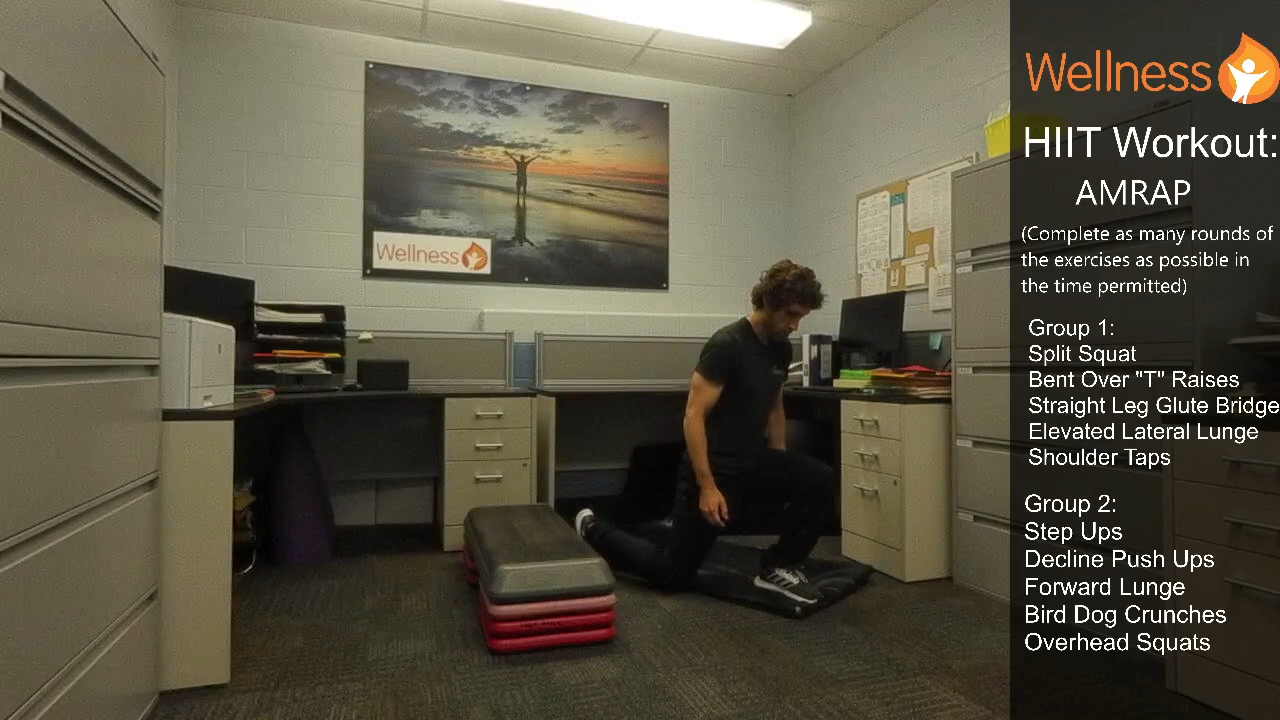 Wellness
Wellness
HIIT Workout:
AMRAP
(Complete as many rounds of
the exercises as possible in
the time permitted)
Group 1:
Split Squat
Bent Over "T" Raises
Straight Leg Glute Bridge
Elevated Lateral Lunge
Shoulder Taps
Group 2:
Step Ups
Decline Push Ups
Forward Lunge
Bird Dog Crunches
Overhead Squats